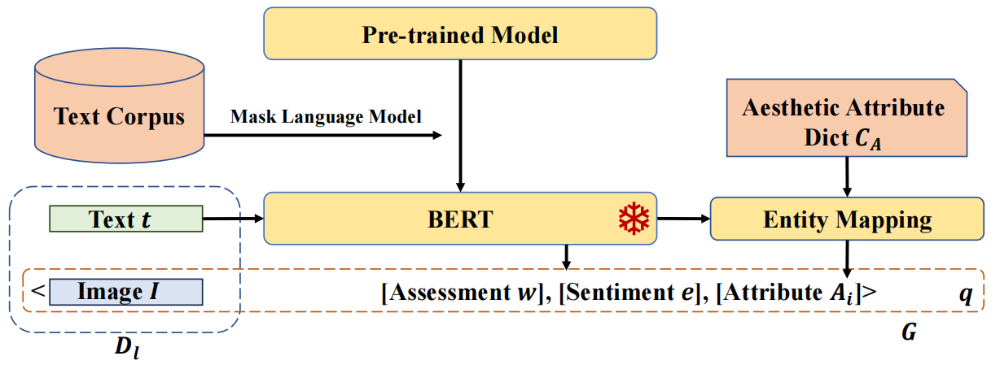 Pre-trained Model
Text Corpus
Mask Language Model
Aesthetic Attribute
Dict C_A
Text t
BERT
Entity Mapping
< Image I [Assessment w], [Sentiment e], [Attribute A_i]> q
D_l
G